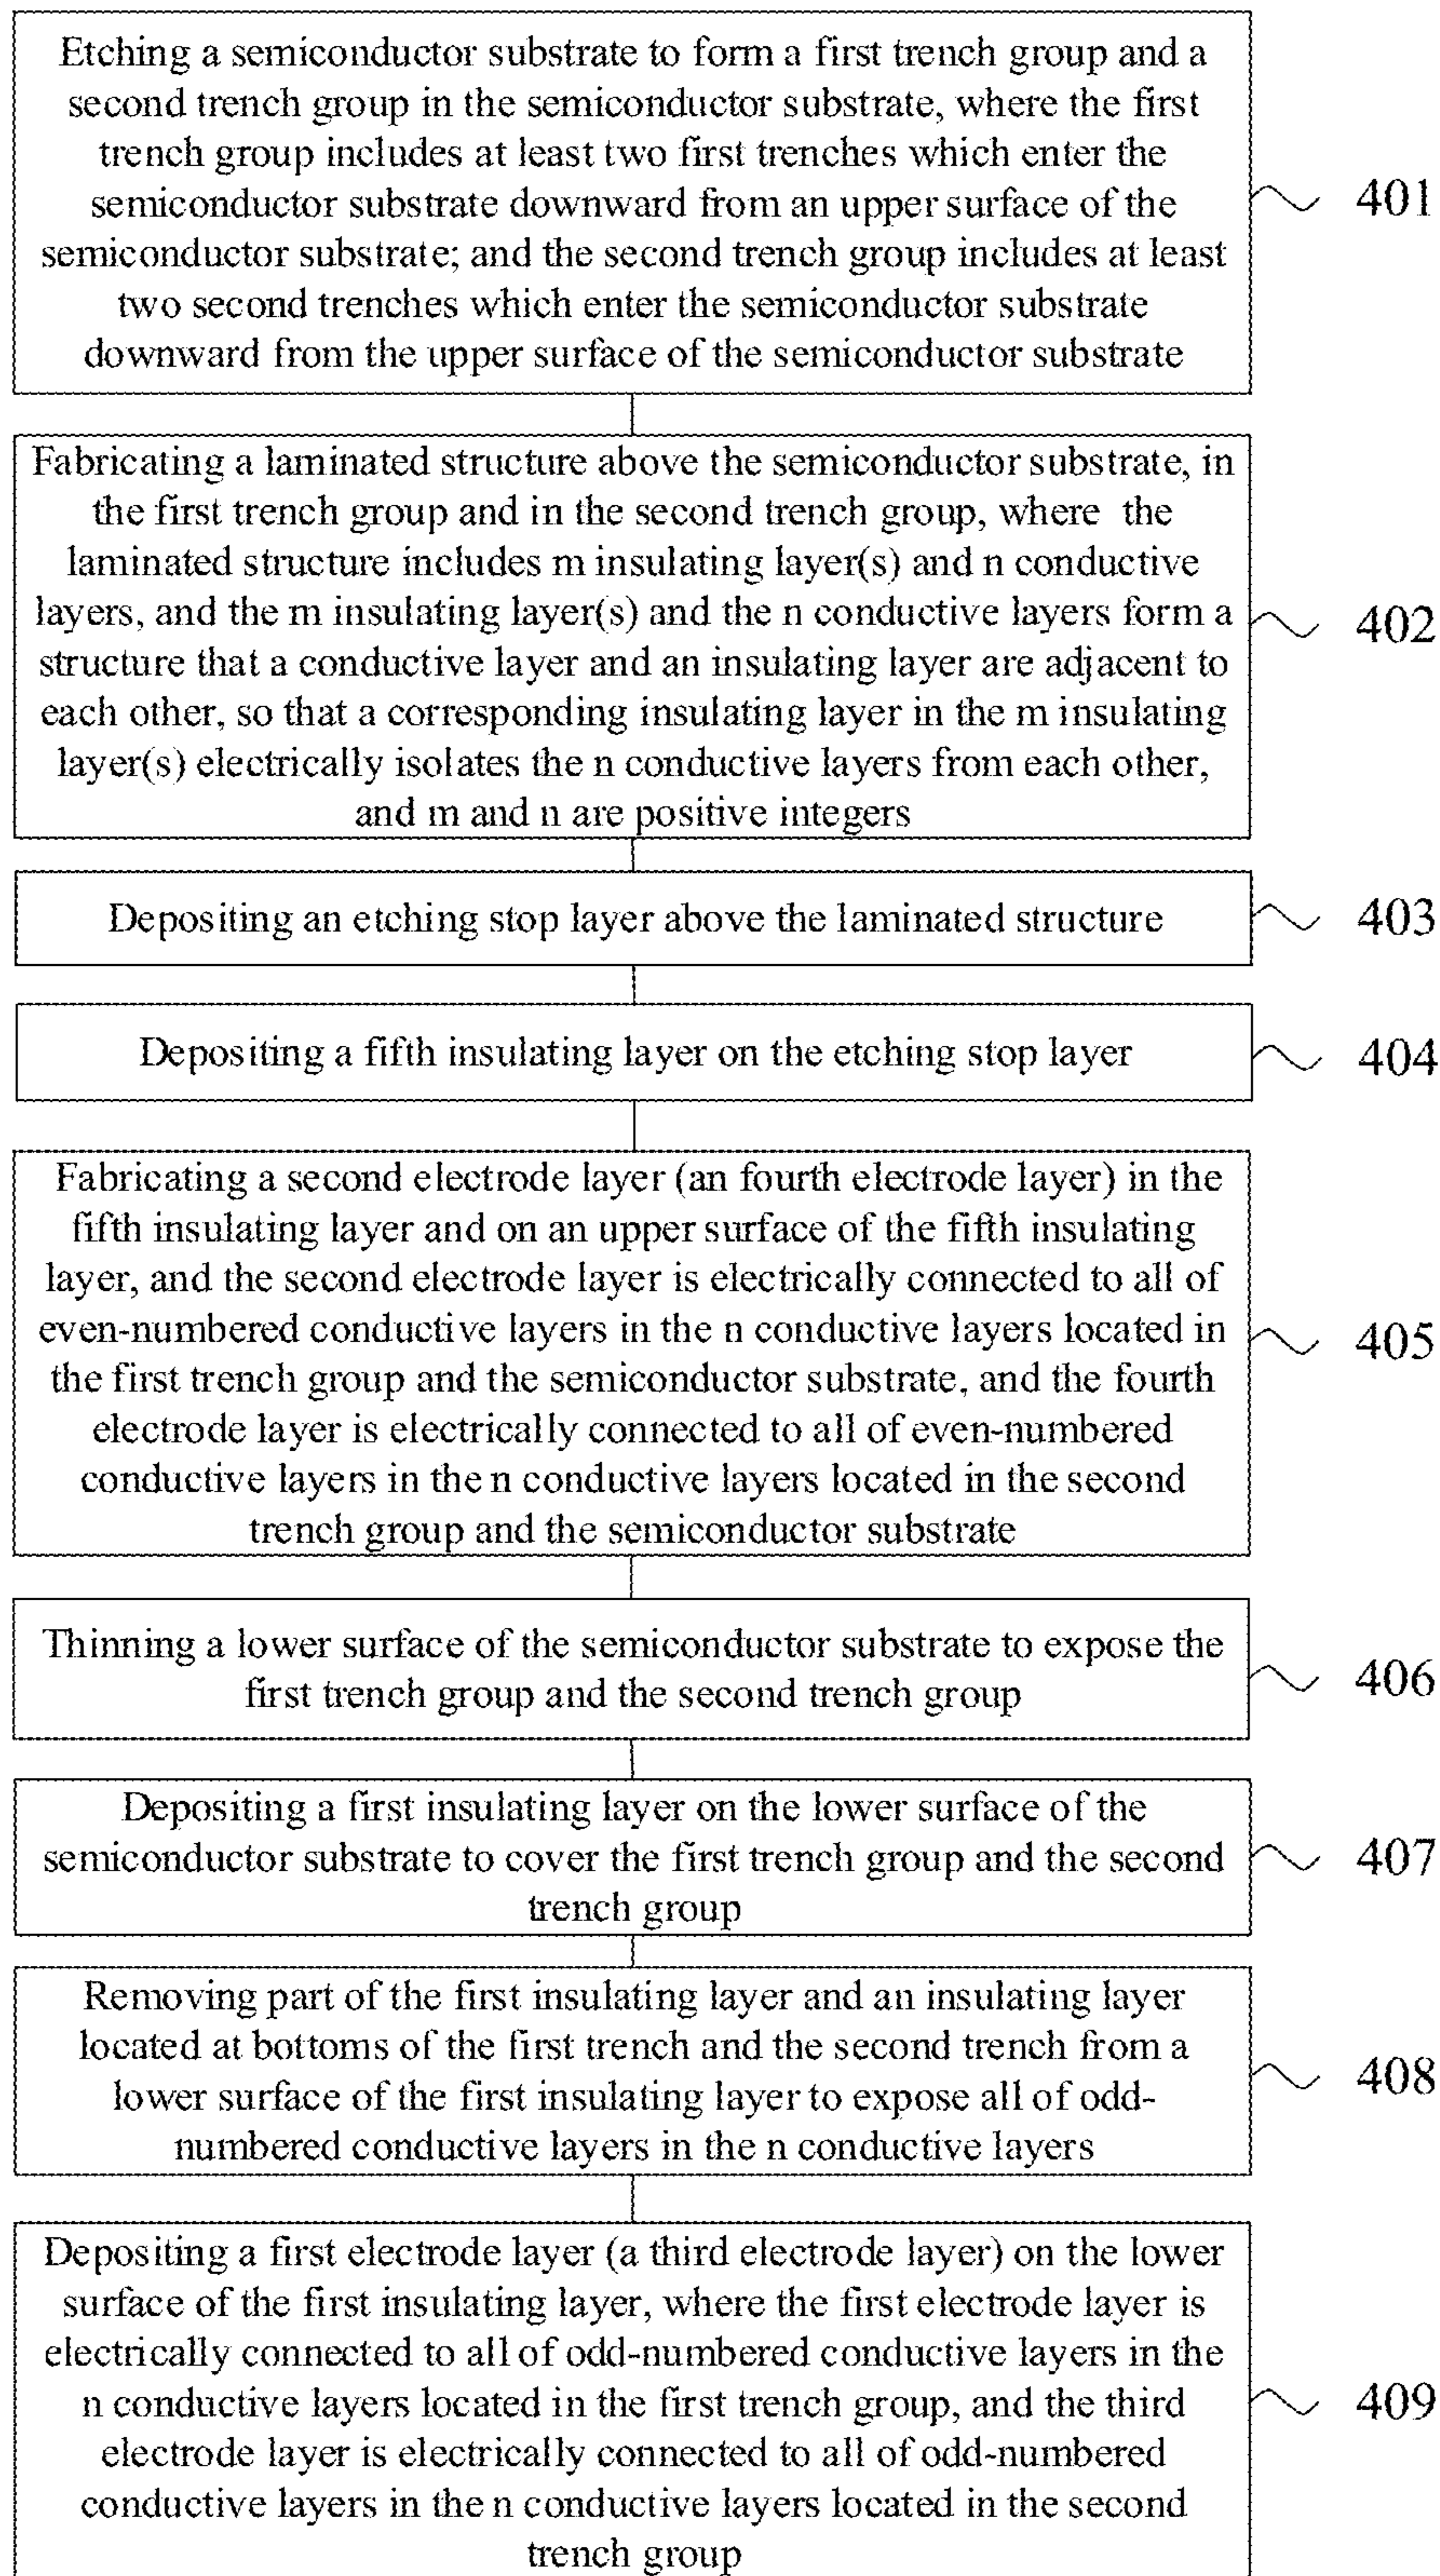 Etching a semiconductor substrate to form a first trench group and a
second trench group in the semiconductor substrate, where the first
trench group includes at least two first trenches which enter the
semiconductor substrate downward from an upper surface of the
semiconductor substrate; and the second trench group includes at least
two second trenches which enter the semiconductor substrate
downward from the upper surface of the semiconductor substrate
401
Fabricating a laminated structure above the semiconductor substrate, in
the first trench group and in the second trench group, where the
laminated structure includes m insulating layer(s) and n conductive
layers, and the m insulating layer(s) and the n conductive layers form a
structure that a conductive layer and an insulating layer are adjacent to
each other, so that a corresponding insulating layer in the m insulating
layer(s) electrically isolates the n conductive layers from each other,
and m and n are positive integers
402
Depositing an etching stop layer above the laminated structure
403
Depositing a fifth insulating layer on the etching stop layer
404
Fabricating a second electrode layer (an fourth electrode layer) in the
fifth insulating layer and on an upper surface of the fifth insulating
layer, and the second electrode layer is electrically connected to all of
even-numbered conductive layers in the n conductive layers located in
the first trench group and the semiconductor substrate, and the fourth
electrode layer is electrically connected to all of even-numbered
conductive layers in the n conductive layers located in the second
trench group and the semiconductor substrate
405
Thinning a lower surface of the semiconductor substrate to expose the
first trench group and the second trench group
406
Depositing a first insulating layer on the lower surface of the
semiconductor substrate to cover the first trench group and the second
trench group
407
Removing part of the first insulating layer and an insulating layer
located at bottoms of the first trench and the second trench from a
lower surface of the first insulating layer to expose all of odd-
numbered conductive layers in the n conductive layers
408
Depositing a first electrode layer (a third electrode layer) on the lower
surface of the first insulating layer, where the first electrode layer is
electrically connected to all of odd-numbered conductive layers in the
n conductive layers located in the first trench group, and the third
electrode layer is electrically connected to all of odd-numbered
conductive layers in the n conductive layers located in the second
trench group
409